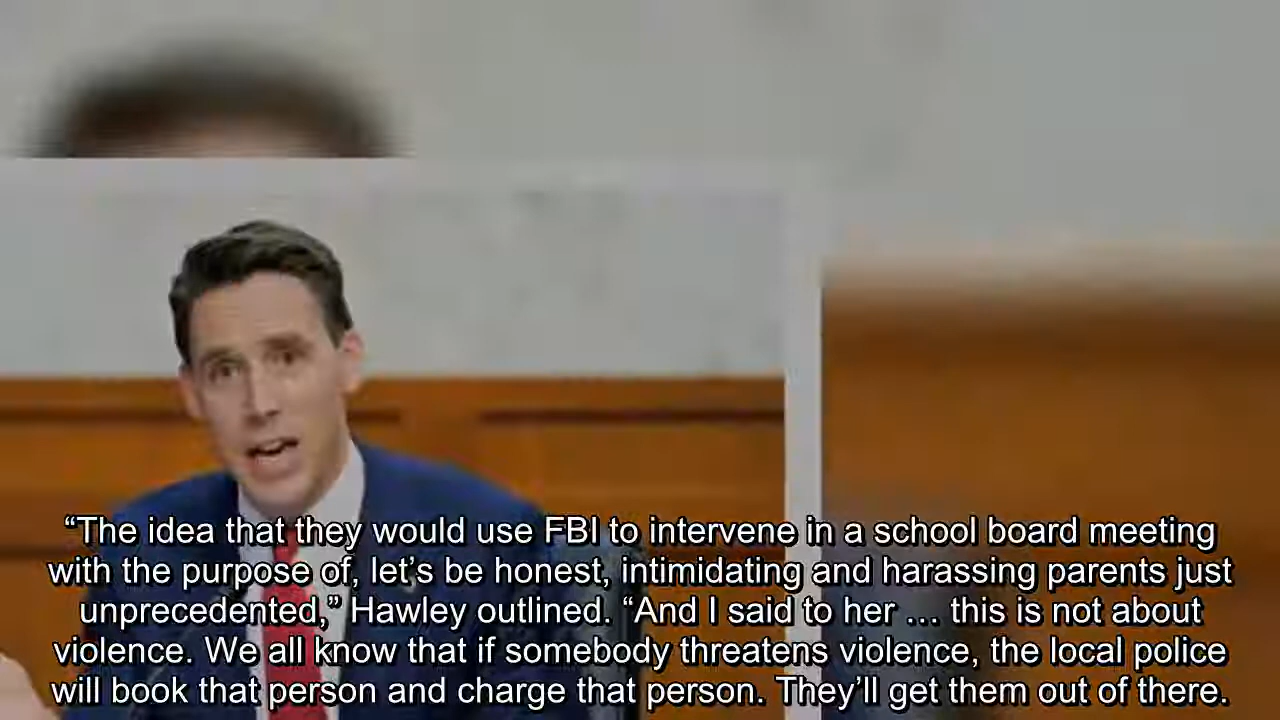 “The idea that they would use FBI to intervene in a school board meeting
with the purpose of, let’s be honest, intimidating and harassing parents just
unprecedented,” Hawley outlined. “And I said to her … this is not about
violence. We all know that if somebody threatens violence, the local police
will book that person and charge that person. They’ll get them out of there.